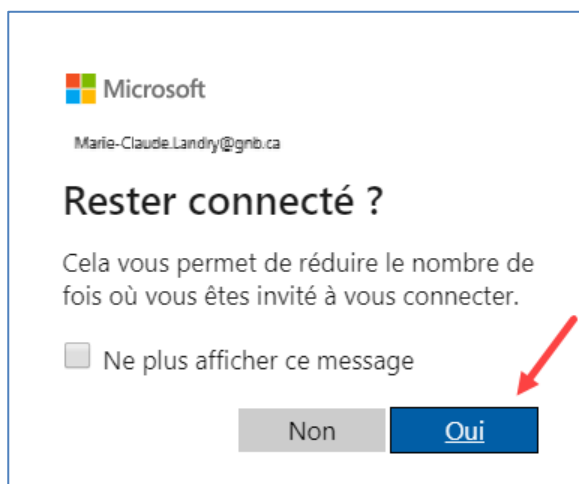 Microsoft
Marie-Claude.Landry@gnb.ca
Rester connecté ?
Cela vous permet de réduire le nombre de
fois où vous êtes invité à vous connecter.
Ne plus afficher ce message
Non
Oui